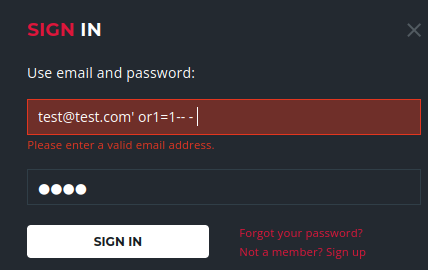 SIGN IN
Use email and password:
test@test.com' or1=1-- -
Please enter a valid email address.
●●●●
SIGN IN
Forgot your password?
Not a member? Sign up